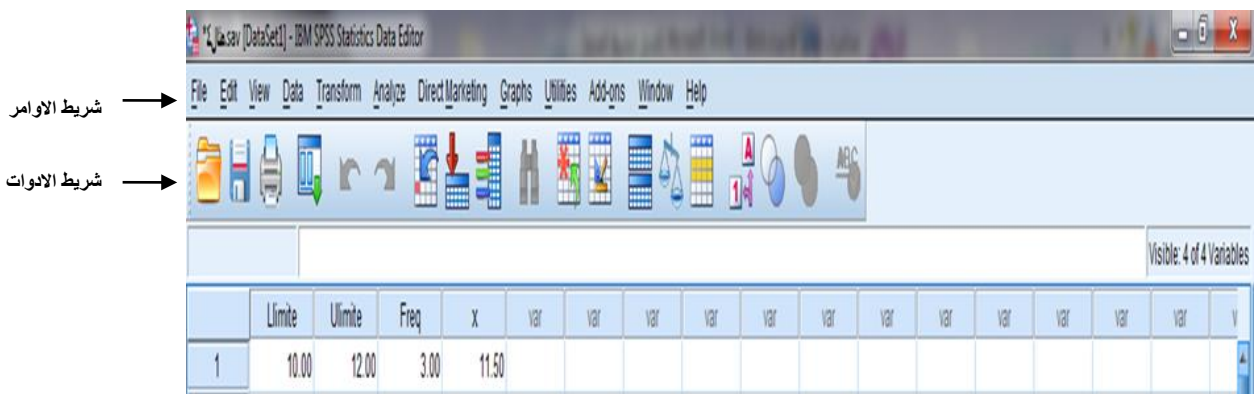 .sav [DataSet1] - IBM SPSS Statistics Data Editor
شريط الاوامر
File Edit View Data Transform Analyze Direct Marketing Graphs Utilities Add-ons Window Help
شريط الادوات
A
1
ABC
Visible: 4 of 4 Variables
Llimite Ulimite Freq x var var var var var var var var var var var var v
1 10.00 12.00 3.00 11.50